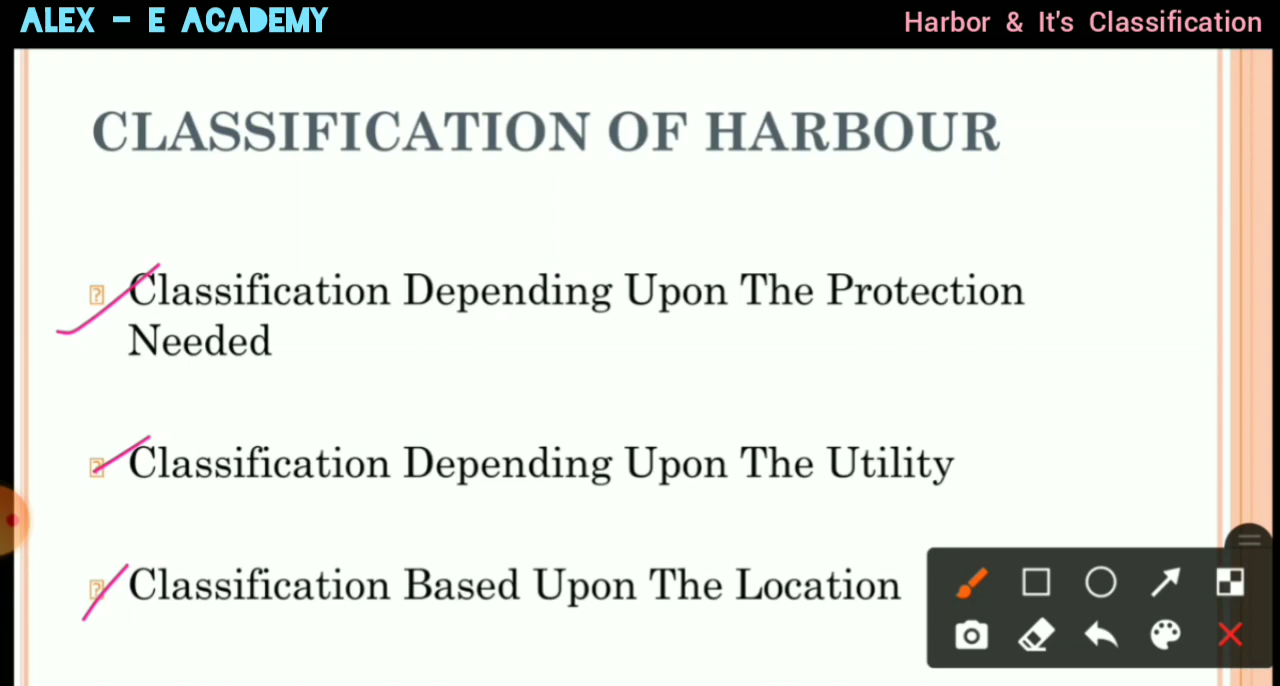 ALEX - E ACADEMY
Harbor & It's Classification
CLASSIFICATION OF HARBOUR
Classification Depending Upon The Protection
Needed
Classification Depending Upon The Utility
Classification Based Upon The Location